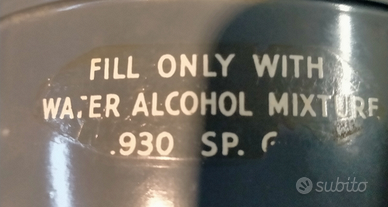 FILL ONLY WITH
WATER ALCOHOL MIXTURE
.930 SP.
subito